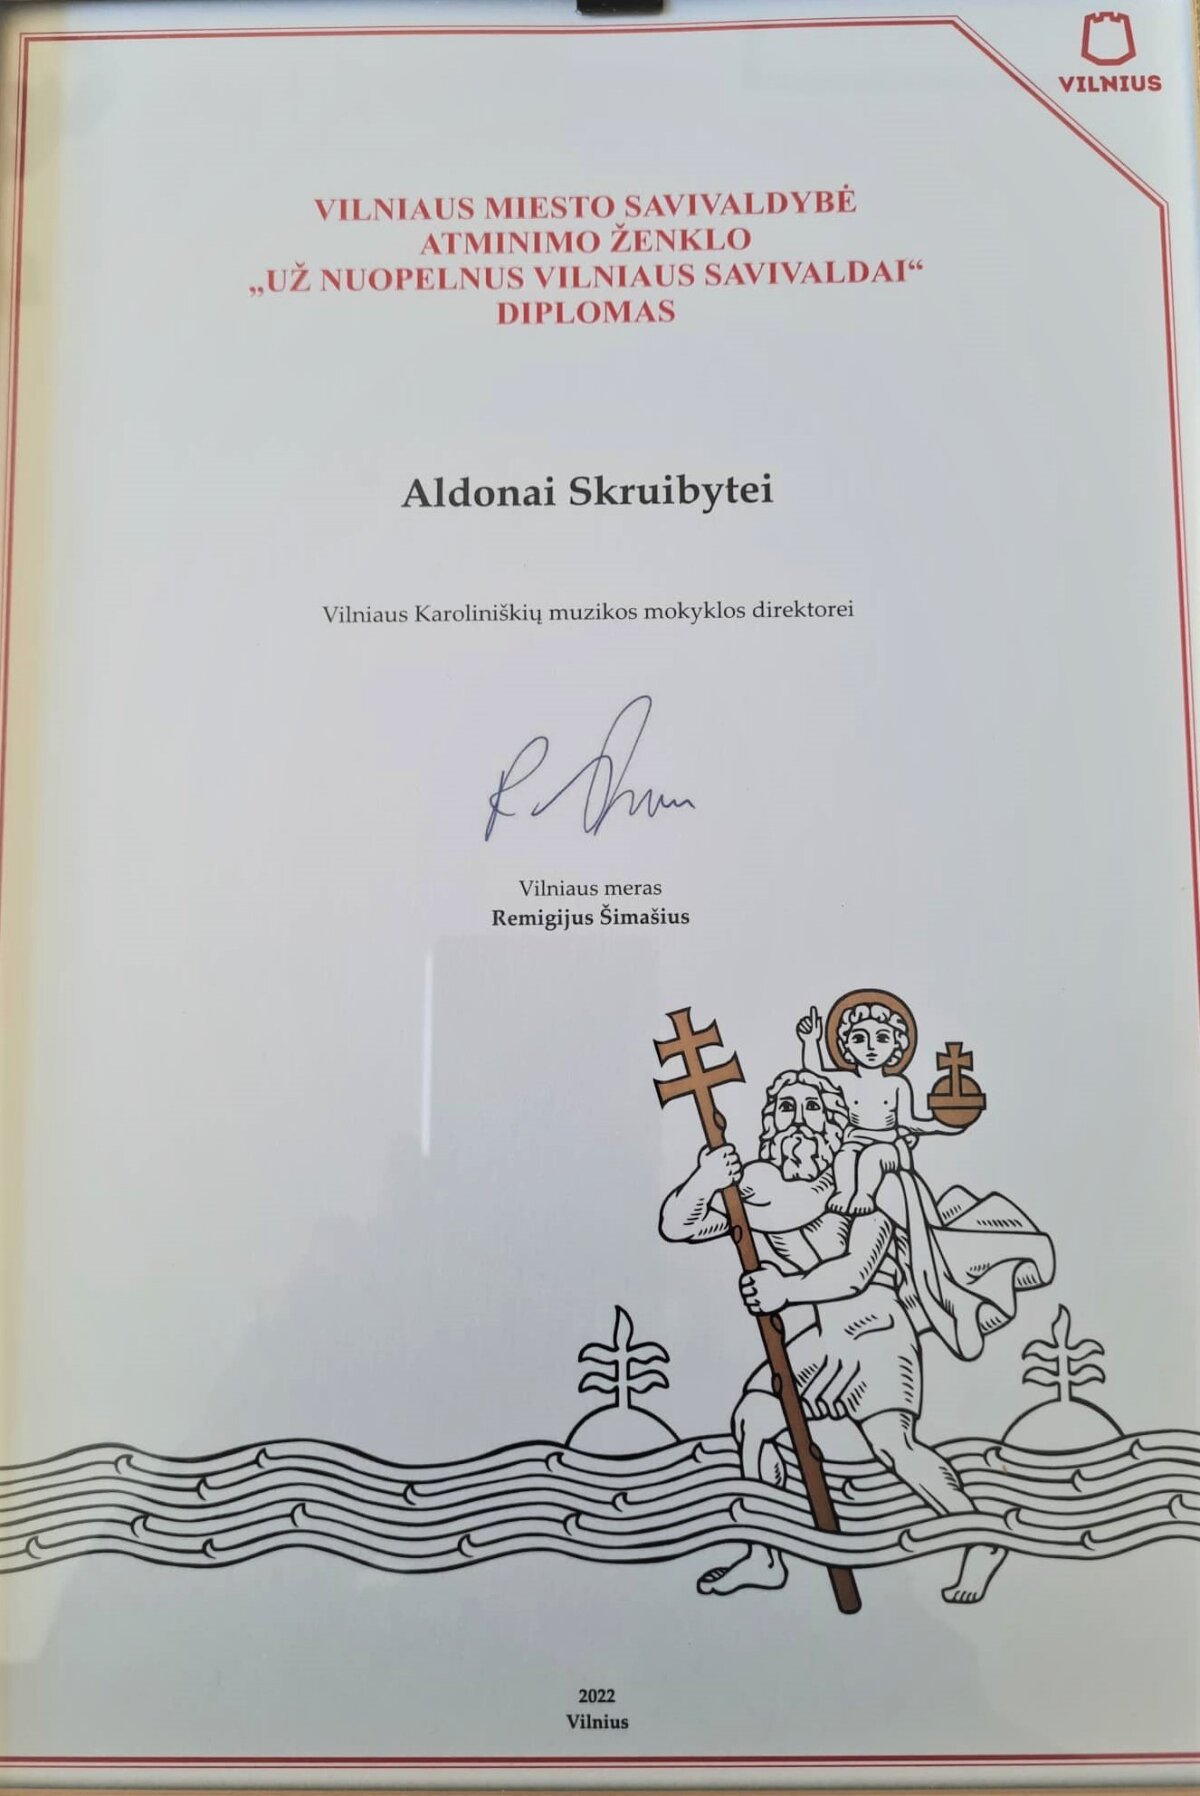 VILNIUS
VILNIAUS MIESTO SAVIVALDYBĖ
ATMINIMO ŽENKLO
„UŽ NUOPELNUS VILNIAUS SAVIVALDAI“
DIPLOMAS
Aldonai Skruibytei
Vilniaus Karoliniškių muzikos mokyklos direktorei
Vilniaus meras
Remigijus Šimašius
2022
Vilnius